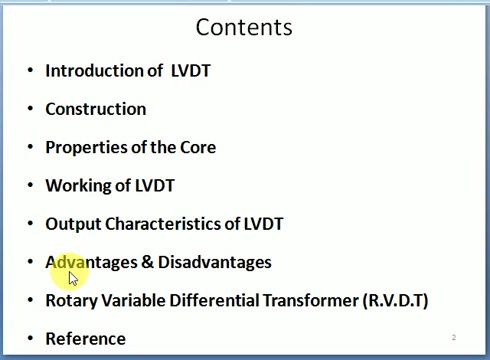 Contents
• Introduction of LVDT
• Construction
• Properties of the Core
• Working of LVDT
• Output Characteristics of LVDT
• Advantages & Disadvantages
• Rotary Variable Differential Transformer (R.V.D.T)
• Reference
2